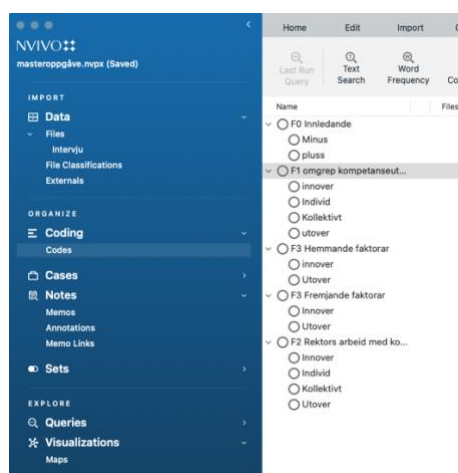 Home Edit Import
NVIVO
masteroppgåve.nvpx (Saved)
Last Run Query
Text Search
Word Frequency
IMPORT
Data
Files
Intervju
File Classifications
Externals
ORGANIZE
Coding
Codes
Cases
Notes
Memos
Annotations
Memo Links
Sets
EXPLORE
Queries
Visualizations
Maps
Name Files
F0 Innledande
Minus
pluss
F1 omgrep kompetanseut...
innover
Individ
Kollektivt
utover
F3 Hemmande faktorar
innover
Utover
F3 Fremjande faktorar
Innover
Utover
F2 Rektors arbeid med ko...
Innover
Individ
Kollektivt
Utover